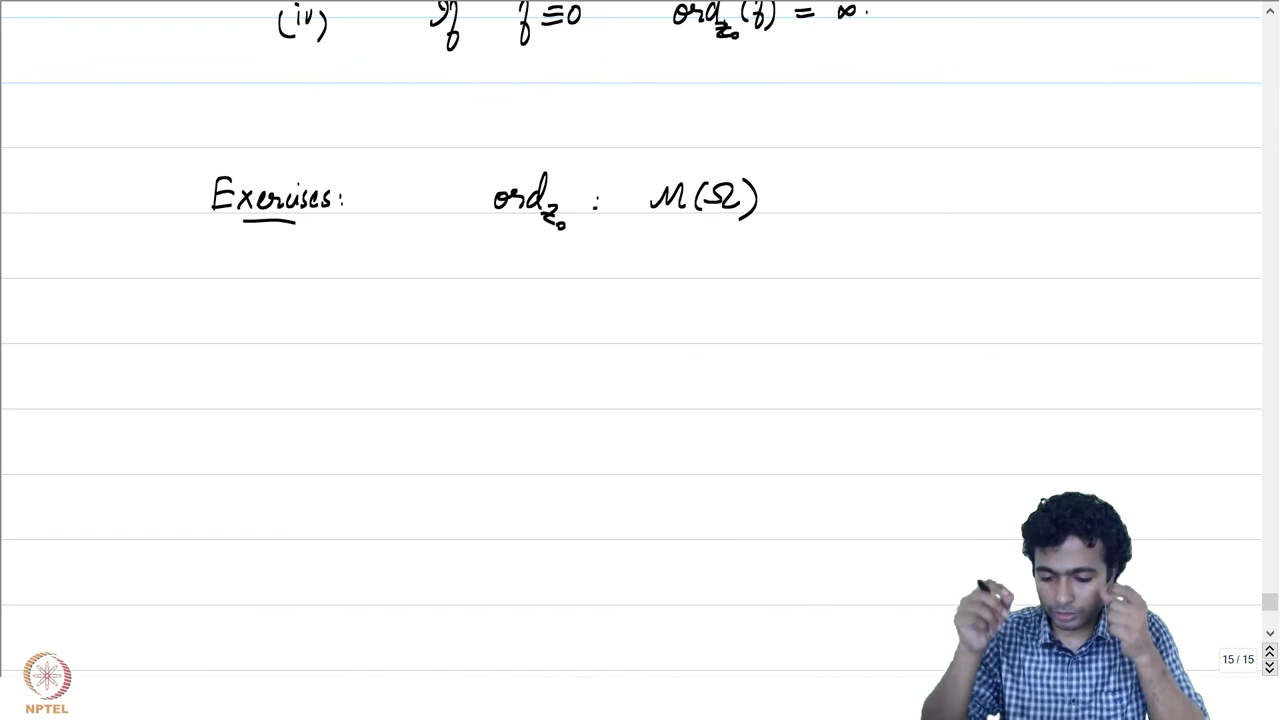 (iv) If f ≡ 0 ord_{z₀}(f) = ∞.
Exercises: ord_{z₀} : M(Ω)
15 / 15
NPTEL